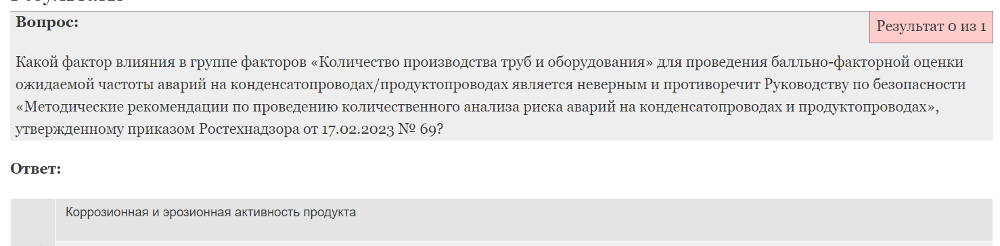 Результаты
Вопрос:
Результат 0 из 1
Какой фактор влияния в группе факторов «Количество производства труб и оборудования» для проведения балльно-факторной оценки
ожидаемой частоты аварий на конденсатопроводах/продуктопроводах является неверным и противоречит Руководству по безопасности
«Методические рекомендации по проведению количественного анализа риска аварий на конденсатопроводах и продуктопроводах»,
утвержденному приказом Ростехнадзора от 17.02.2023 № 69?
Ответ:
Коррозионная и эрозионная активность продукта